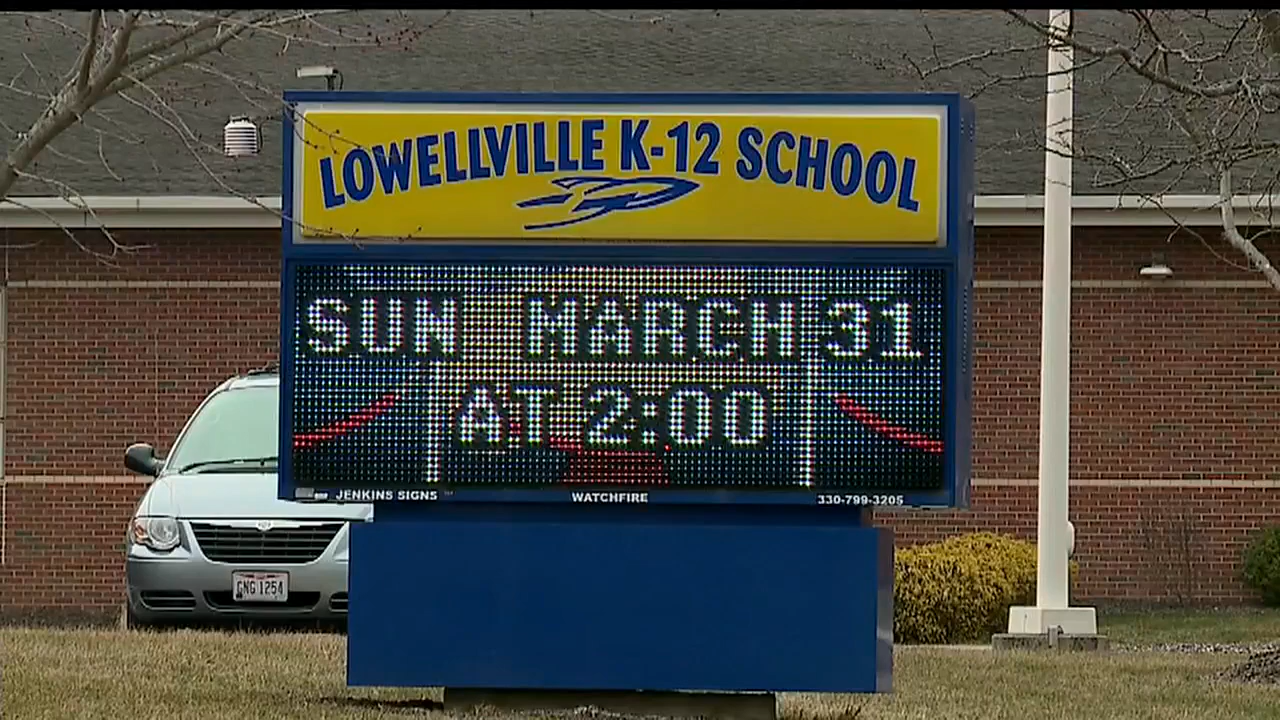 LOWELLVILLE K-12 SCHOOL
SUN MARCH 31
AT 2:00
JENKINS SIGNS WATCHFIRE 330-799-3205
GNG 1254